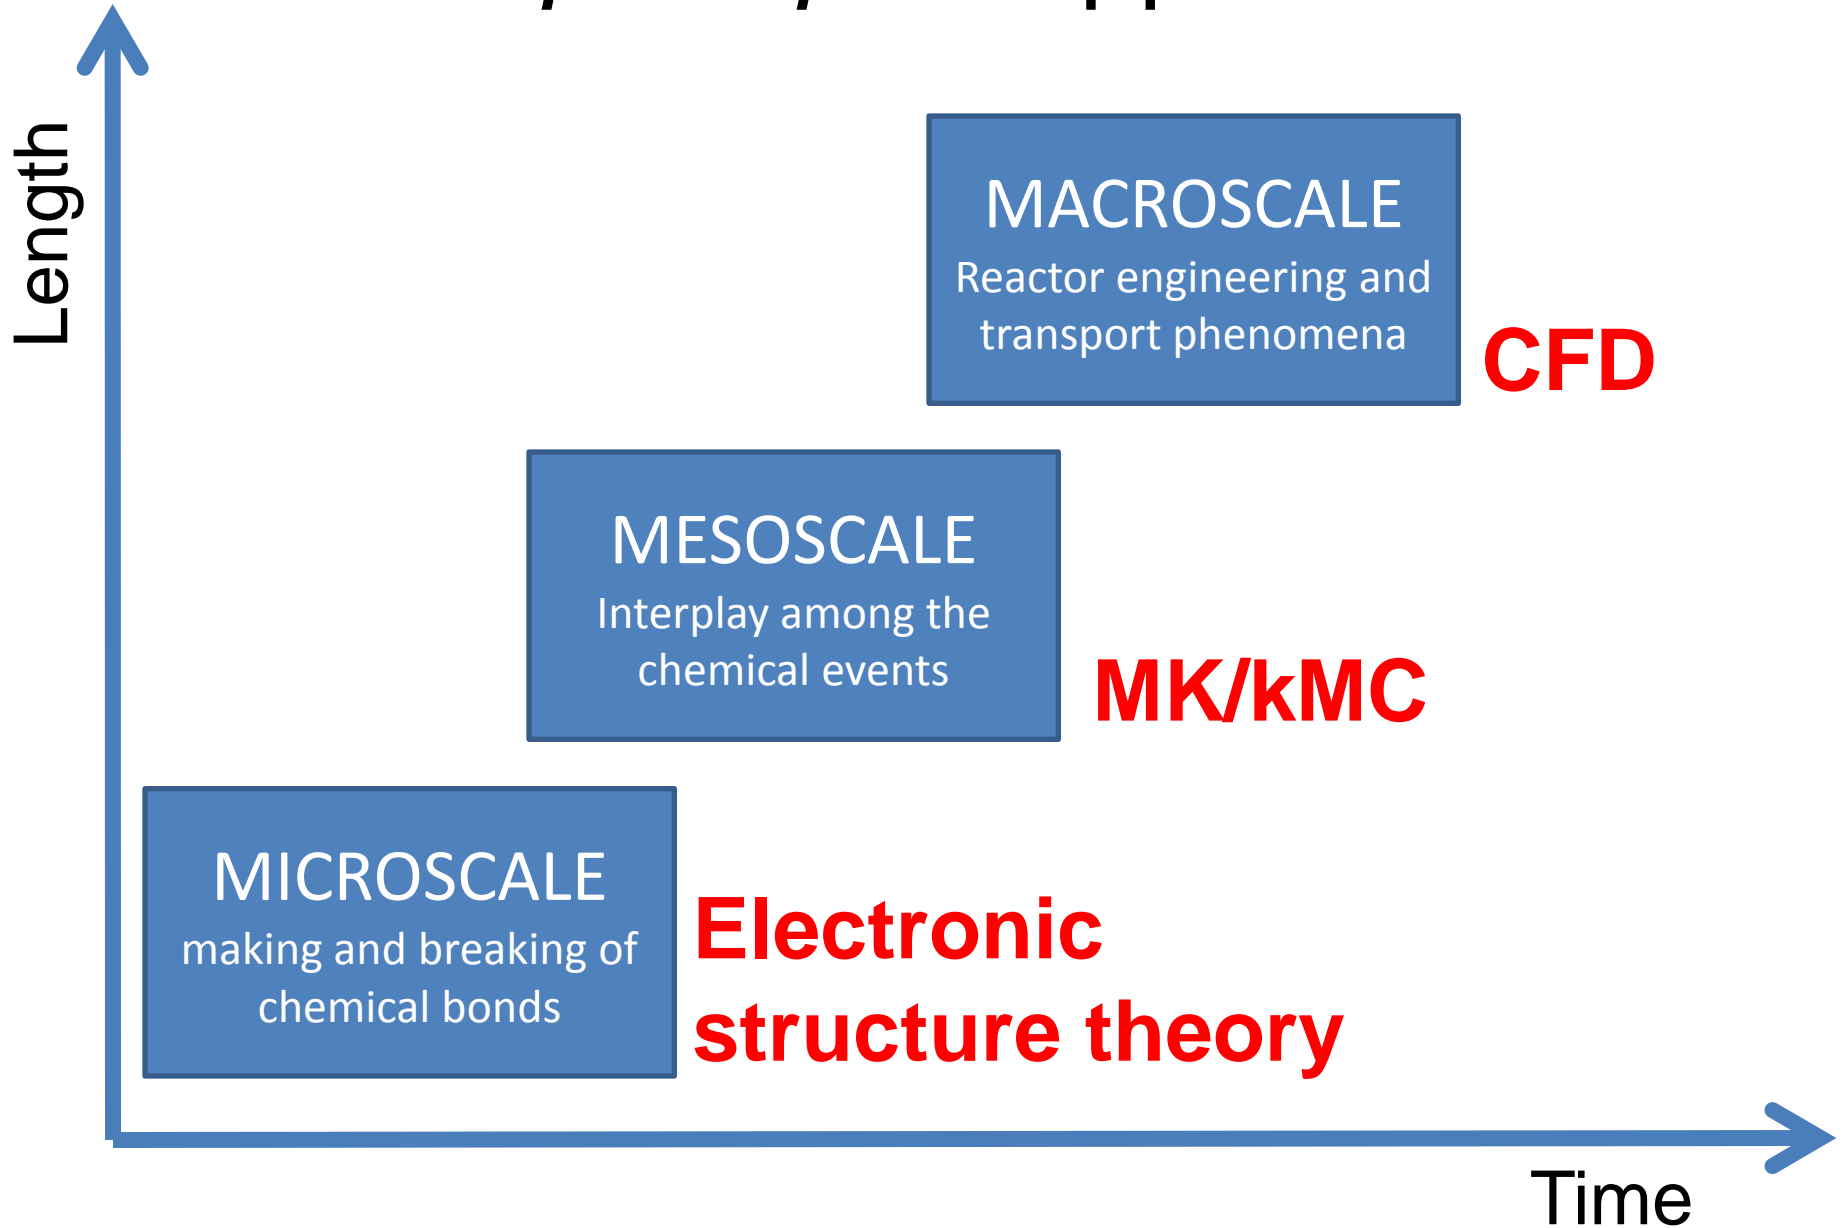 Length
MACROSCALE
Reactor engineering and
transport phenomena
CFD
MESOSCALE
Interplay among the
chemical events
MK/kMC
MICROSCALE
making and breaking of
chemical bonds
Electronic
structure theory
Time